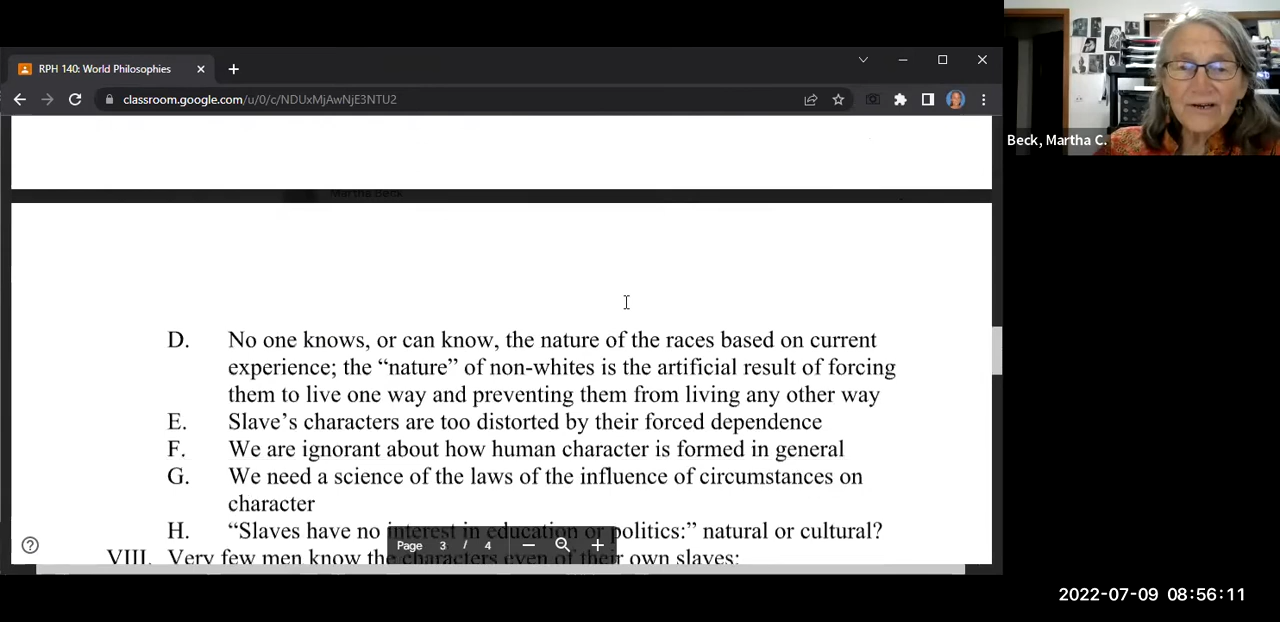 RPH 140: World Philosophies
classroom.google.com/u/0/c/NDUxMjAwNjE3NTU2
Beck, Martha C.
Martha Beck
D. No one knows, or can know, the nature of the races based on current
experience; the “nature” of non-whites is the artificial result of forcing
them to live one way and preventing them from living any other way
E. Slave’s characters are too distorted by their forced dependence
F. We are ignorant about how human character is formed in general
G. We need a science of the laws of the influence of circumstances on
character
H. “Slaves have no interest in education or politics:” natural or cultural?
Page 3 / 4
VIII. Very few men know the characters even of their own slaves:
2022-07-09 08:56:11